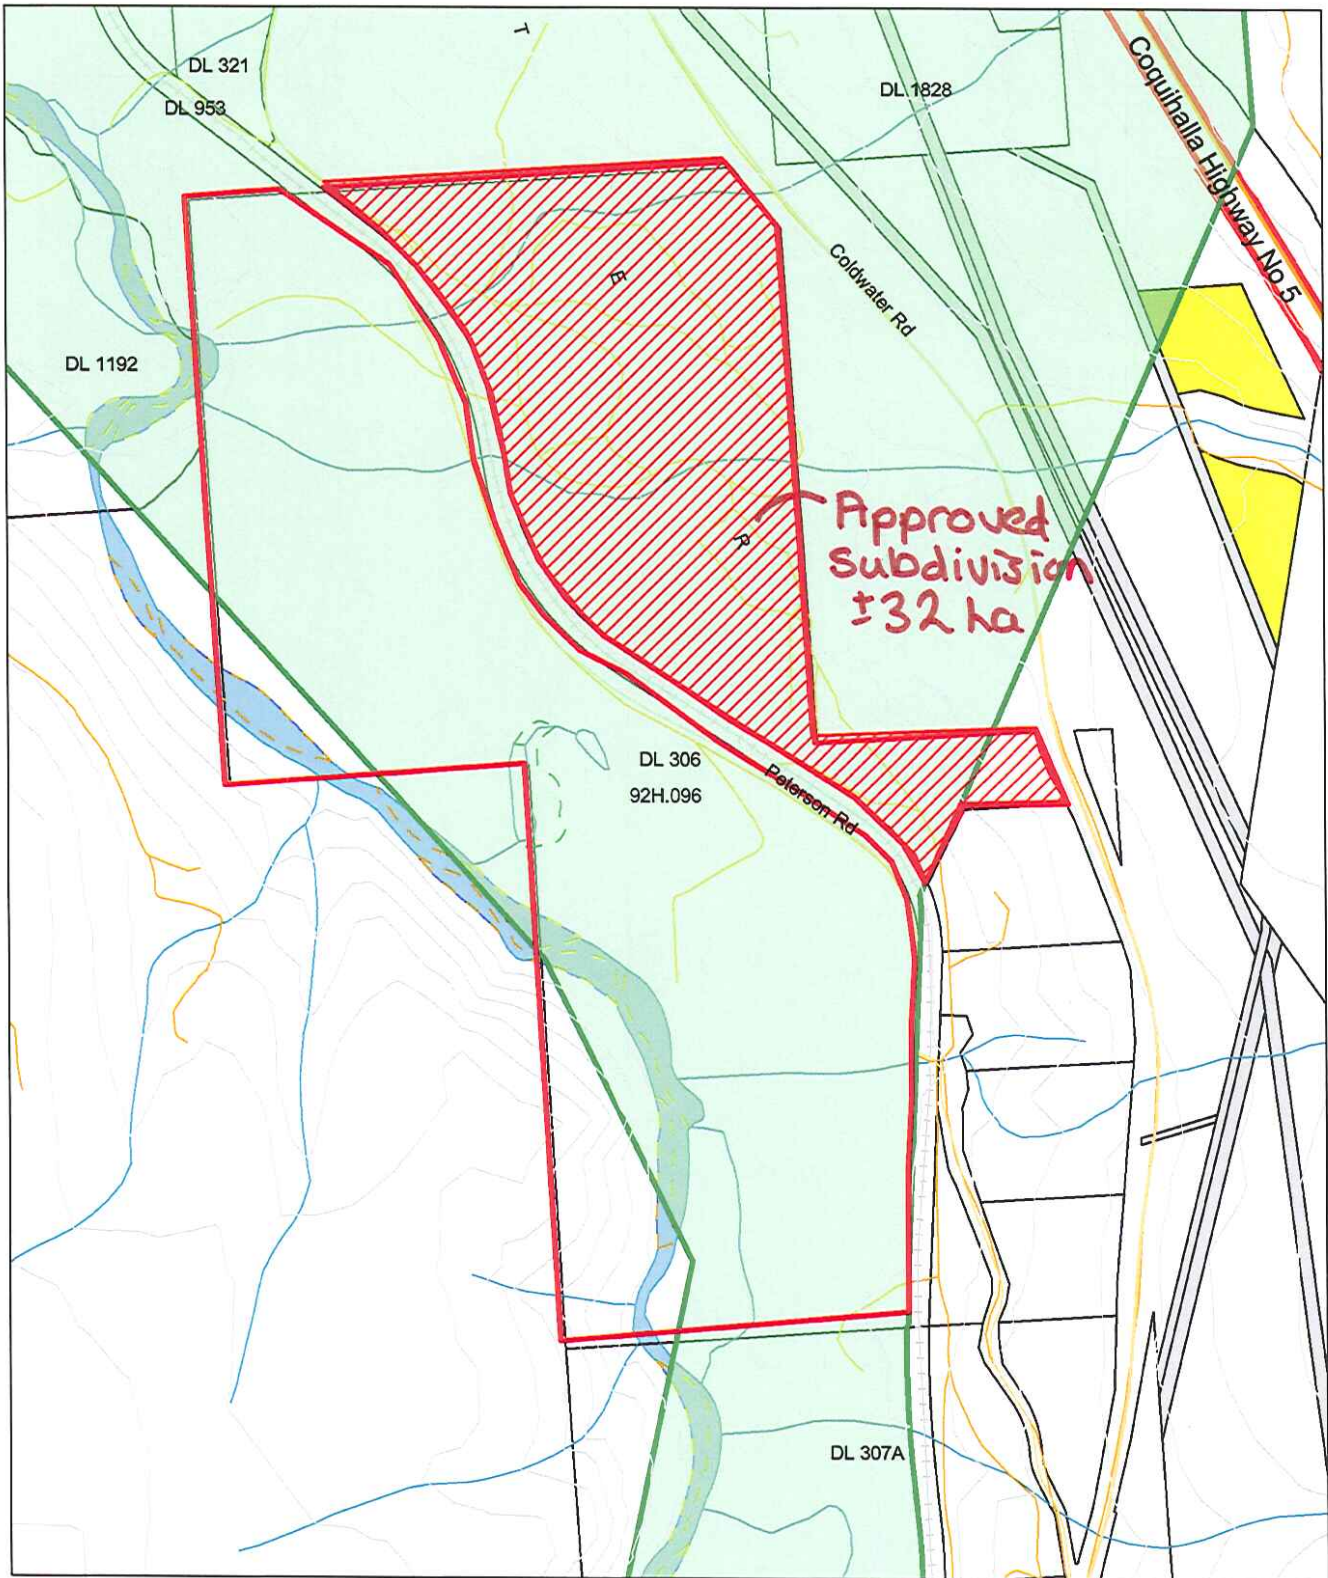 T
DL 321
DL 953
DL 1828
Coquihalla Highway No 5
E
Coldwater Rd
DL 1192
R
Approved
subdivision
±32 ha
DL 306
92H.096
Peterson Rd
DL 307A